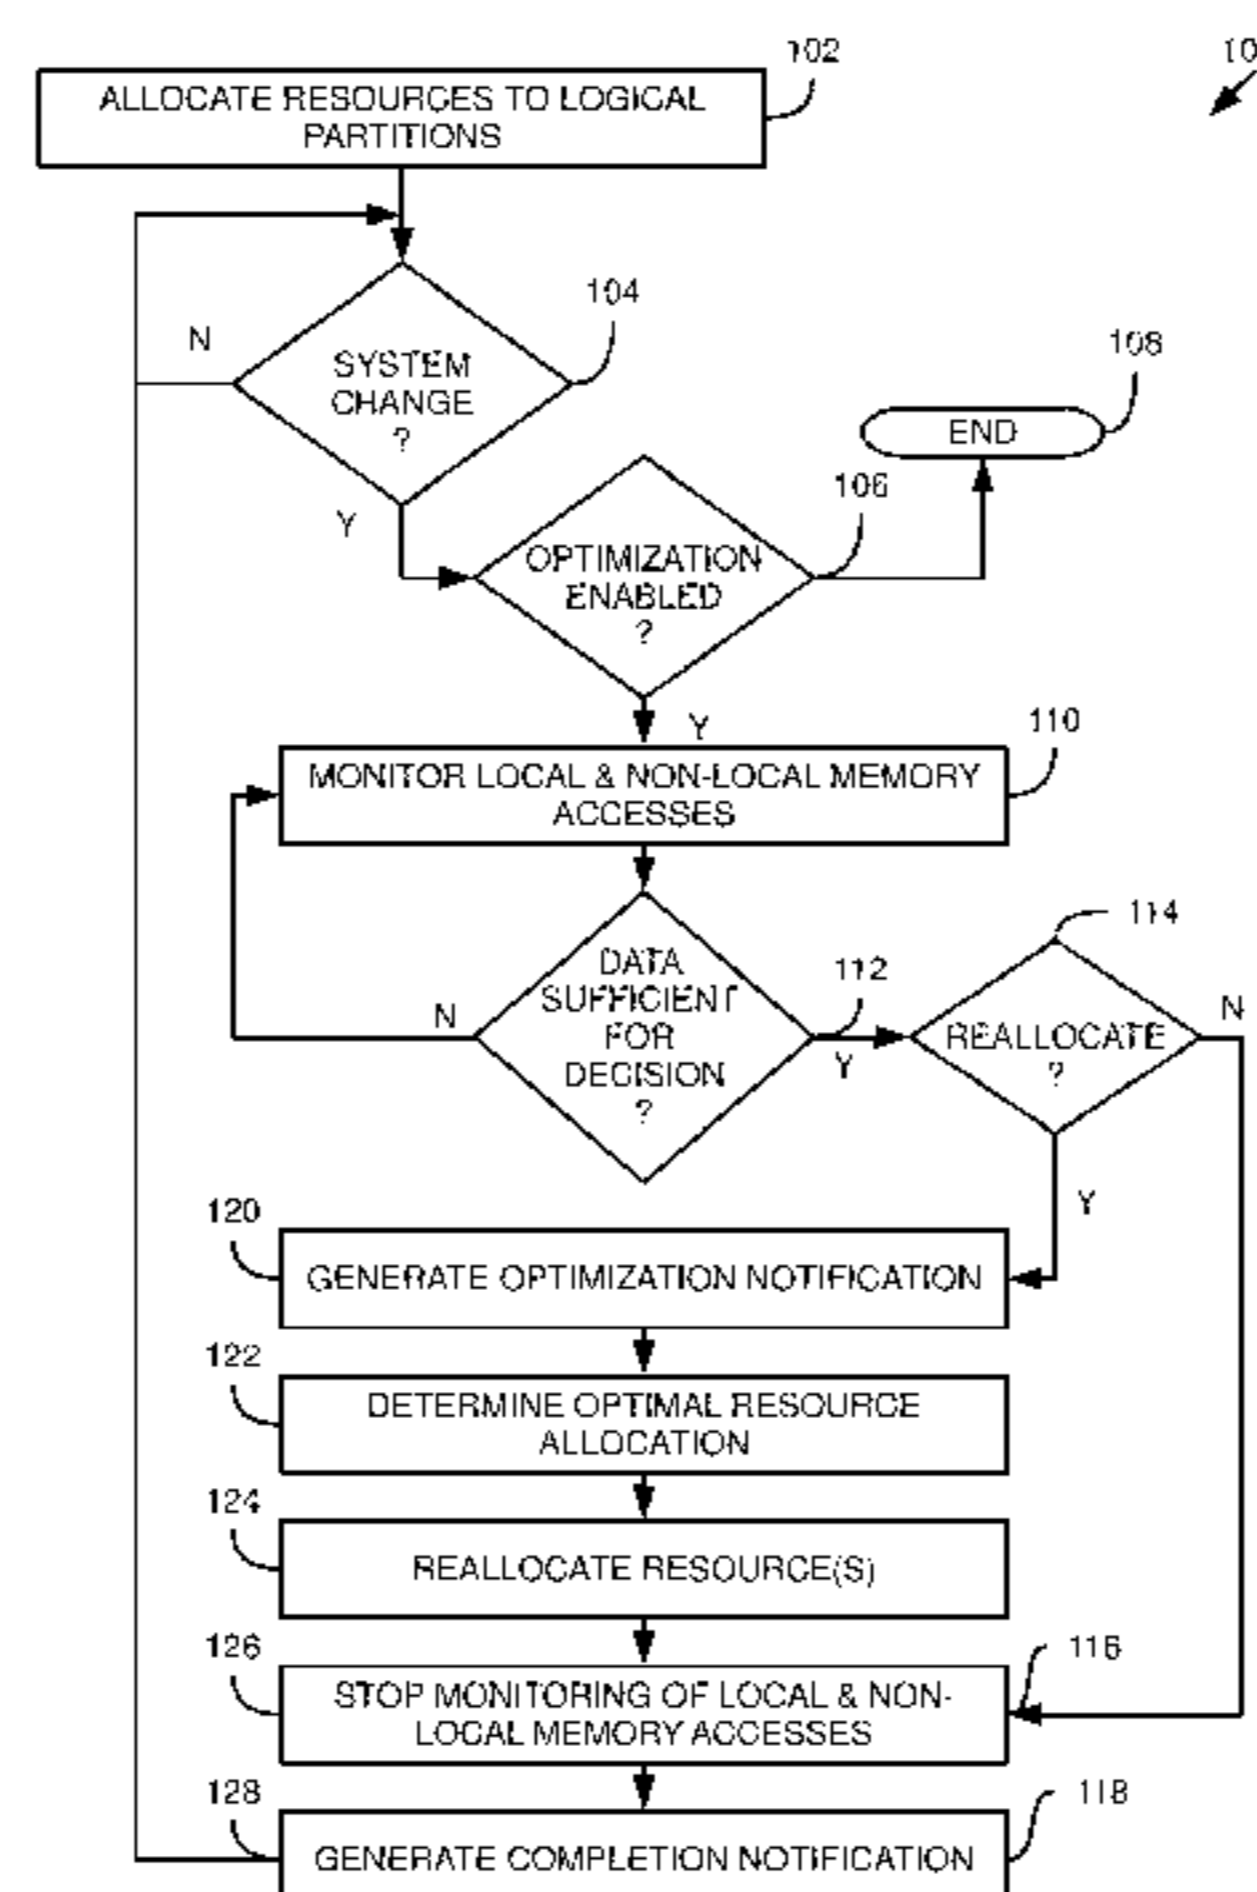 102
10
ALLOCATE RESOURCES TO LOGICAL
PARTITIONS
104
N
SYSTEM
CHANGE
?
108
END
Y
106
OPTIMIZATION
ENABLED
?
Y
110
MONITOR LOCAL & NON-LOCAL MEMORY
ACCESSES
114
DATA
SUFFICIENT
FOR
DECISION
?
112
N
Y
REALLOCATE
?
N
Y
120
GENERATE OPTIMIZATION NOTIFICATION
122
DETERMINE OPTIMAL RESOURCE
ALLOCATION
124
REALLOCATE RESOURCE(S)
126
116
STOP MONITORING OF LOCAL & NON-
LOCAL MEMORY ACCESSES
128
118
GENERATE COMPLETION NOTIFICATION